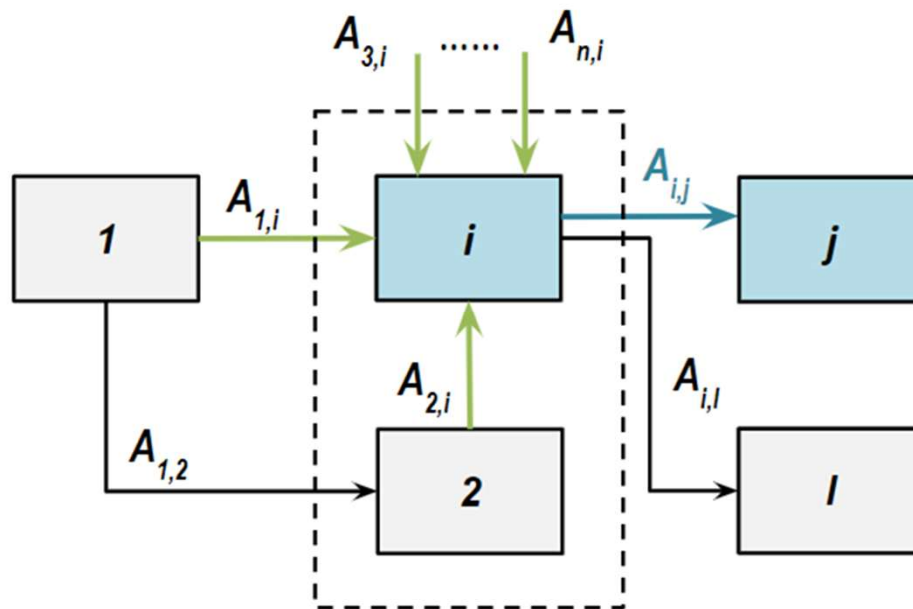 A3,i ...... An,i
1
A1,i
i
Ai,j
j
A2,i
Ai,l
A1,2
2
l